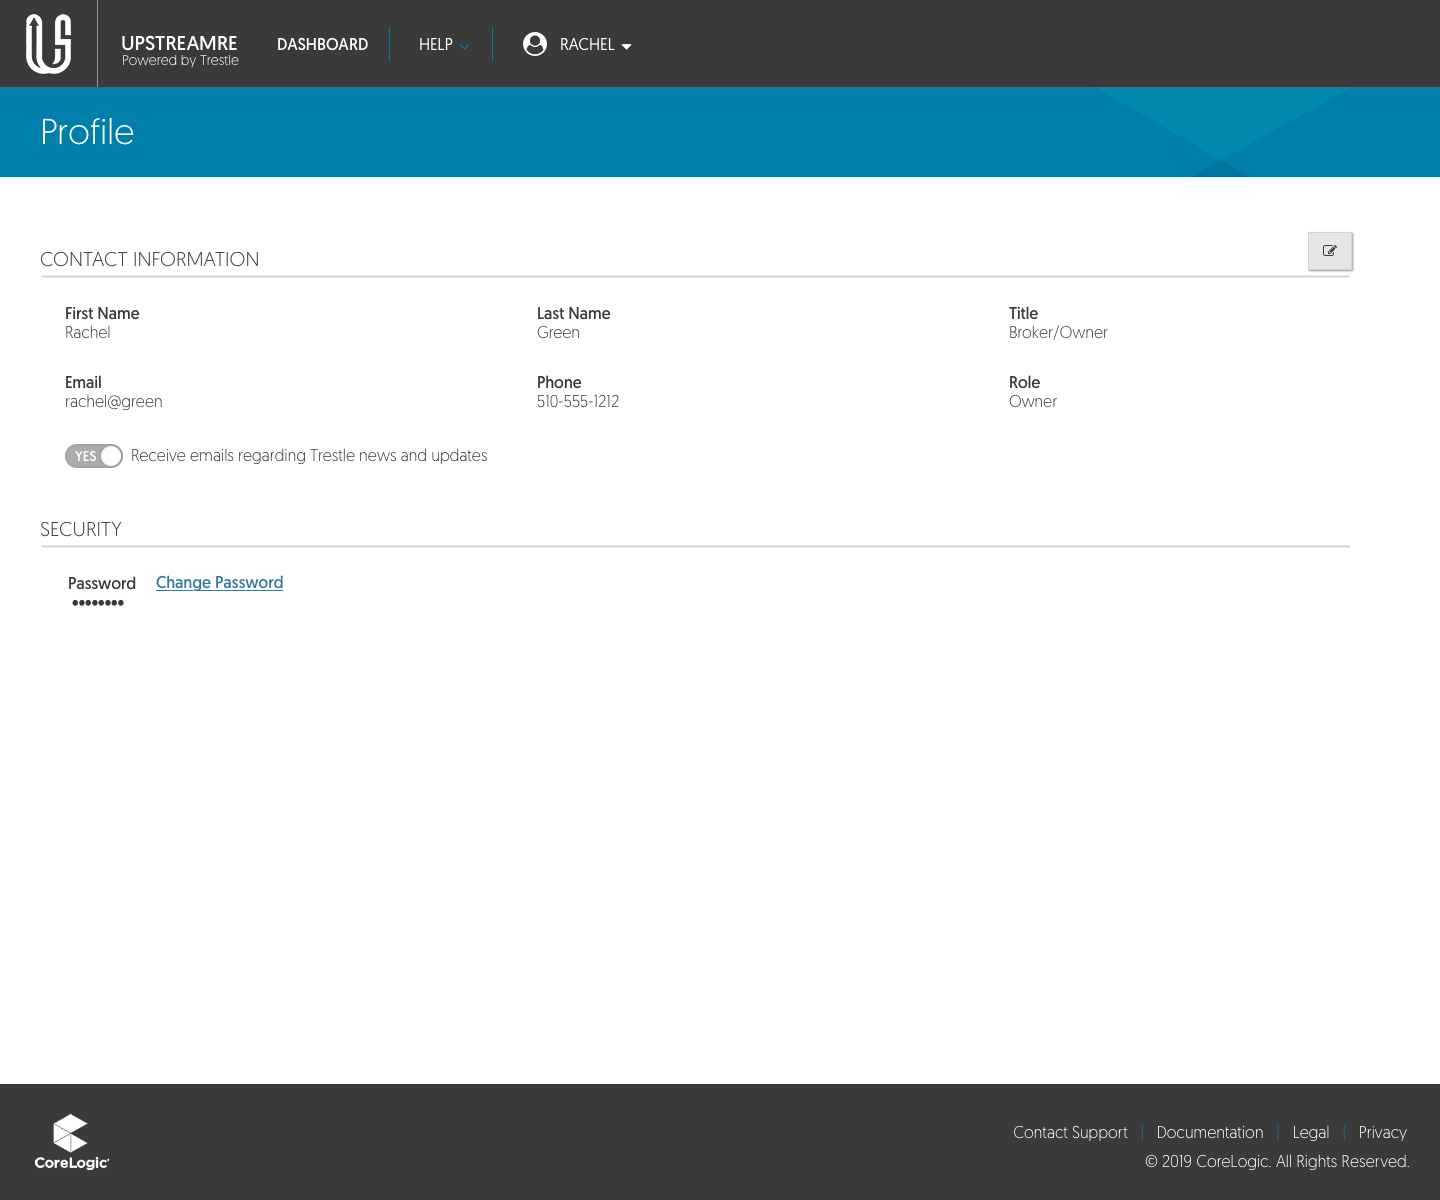 UPSTREAMRE
Powered by Trestle
DASHBOARD
HELP
RACHEL
Profile
CONTACT INFORMATION
First Name
Rachel
Last Name
Green
Title
Broker/Owner
Email
rachel@green
Phone
510-555-1212
Role
Owner
YES
Receive emails regarding Trestle news and updates
SECURITY
Password
••••••••
Change Password
CoreLogic
Contact Support | Documentation | Legal | Privacy
© 2019 CoreLogic. All Rights Reserved.